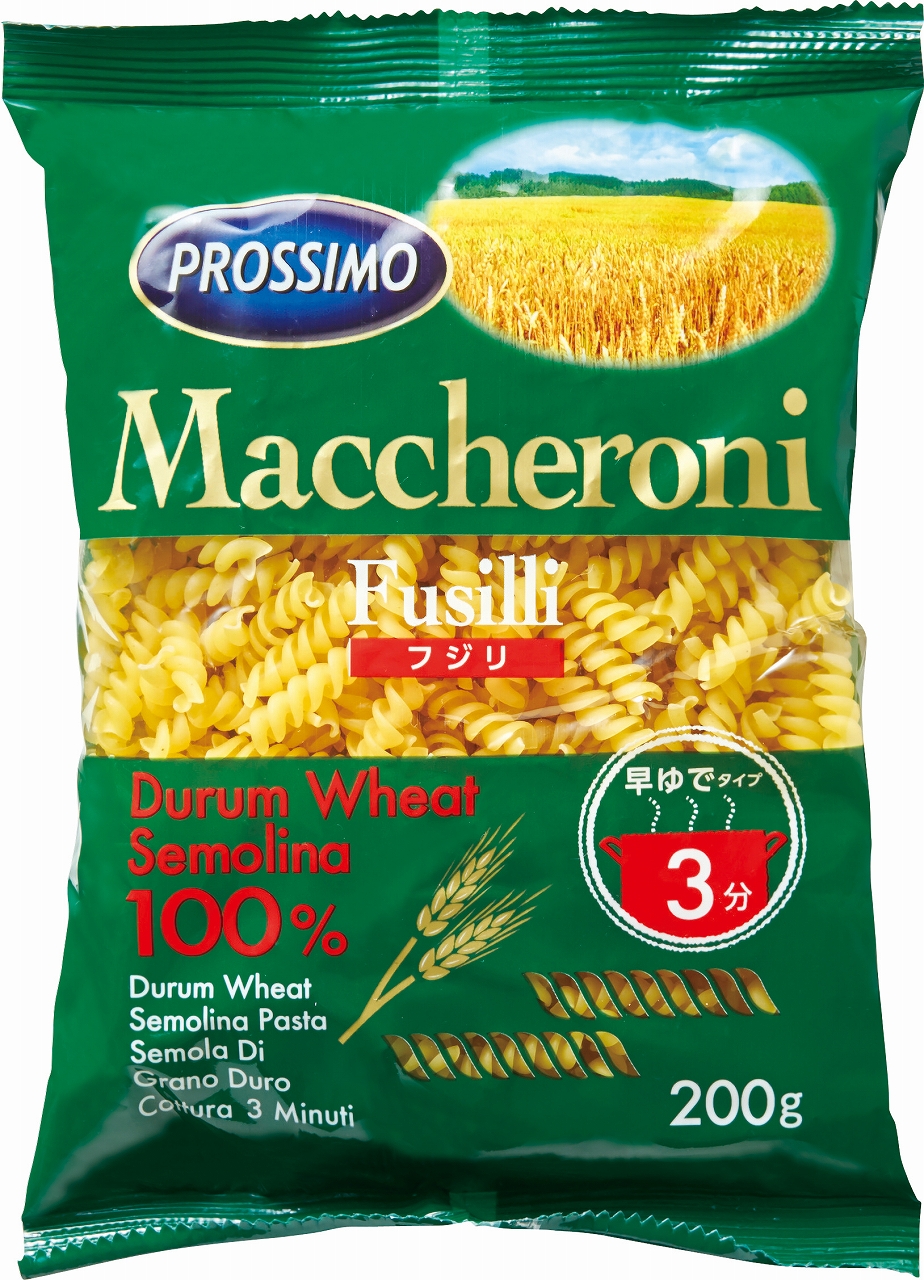 PROSSIMO
Maccheroni
Fusilli
フジリ
Durum Wheat
Semolina
100%
早ゆでタイプ
3分
Durum Wheat
Semolina Pasta
Semola Di
Grano Duro
Cottura 3 Minuti
200g